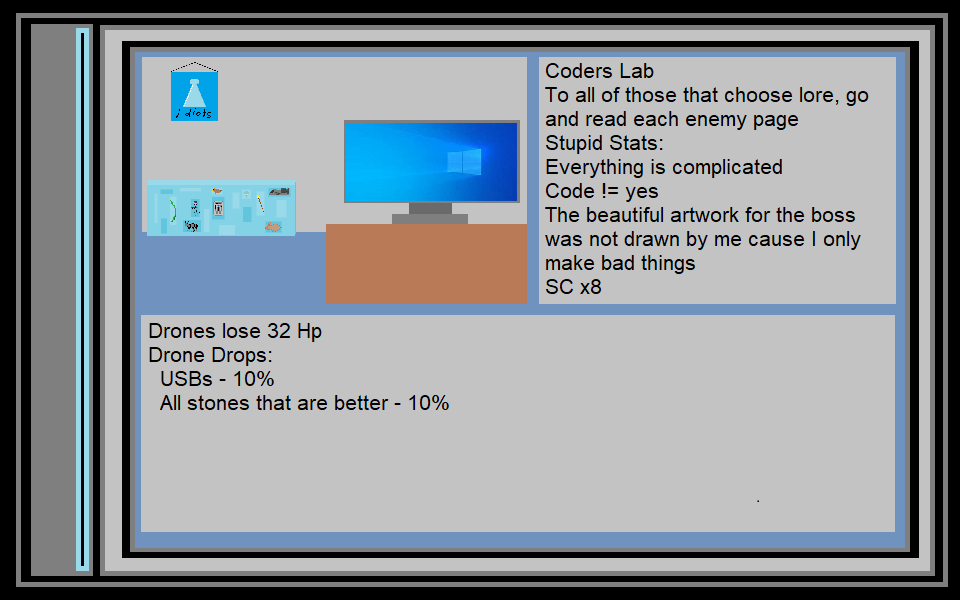 idiots
Coders Lab
To all of those that choose lore, go
and read each enemy page
Stupid Stats:
Everything is complicated
Code != yes
The beautiful artwork for the boss
was not drawn by me cause I only
make bad things
SC x8
Drones lose 32 Hp
Drone Drops:
USBs - 10%
All stones that are better - 10%